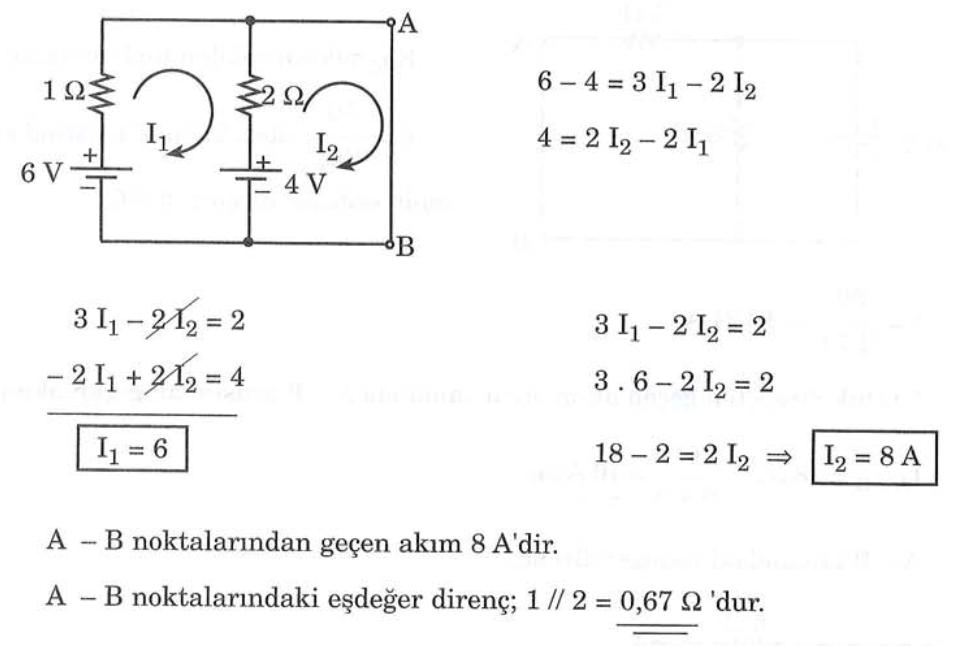 A
1 Ω
2 Ω
I₁
I₂
+
+
6 V
–
– 4 V
B
6 – 4 = 3 I₁ – 2 I₂
4 = 2 I₂ – 2 I₁
3 I₁ – 2 I₂ = 2
– 2 I₁ + 2 I₂ = 4
I₁ = 6
3 I₁ – 2 I₂ = 2
3 . 6 – 2 I₂ = 2
18 – 2 = 2 I₂ ⇒ I₂ = 8 A
A – B noktalarından geçen akım 8 A'dir.
A – B noktalarındaki eşdeğer direnç; 1 // 2 = 0,67 Ω 'dur.